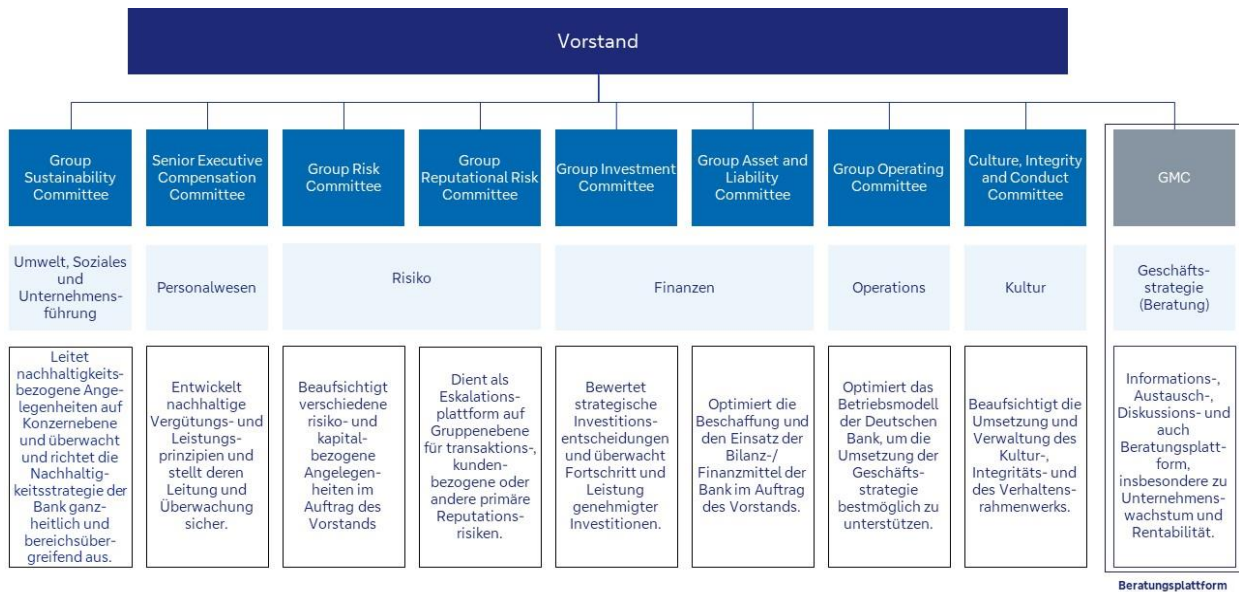 Vorstand
Group
Sustainability
Committee
Senior Executive
Compensation
Committee
Group Risk
Committee
Group
Reputational Risk
Committee
Group Investment
Committee
Group Asset and
Liability
Committee
Group Operating
Committee
Culture, Integrity
and Conduct
Committee
GMC
Umwelt, Soziales
und
Unternehmens-
führung
Personalwesen
Risiko
Finanzen
Operations
Kultur
Geschäfts-
strategie
(Beratung)
Leitet
nachhaltigkeits-
bezogene Ange-
legenheiten auf
Konzernebene
und überwacht
und richtet die
Nachhaltig-
keitsstrategie der
Bank ganz-
heitlich und
bereichsüber-
greifend aus.
Entwickelt
nachhaltige
Vergütungs- und
Leistungs-
prinzipien und
stellt deren
Leitung und
Überwachung
sicher.
Beaufsichtigt
verschiedene
risiko- und
kapital-
bezogene
Angelegen-
heiten im
Auftrag des
Vorstands
Dient als
Eskalations-
plattform auf
Gruppenebene
für transaktions-,
kunden-
bezogene oder
andere primäre
Reputations-
risiken.
Bewertet
strategische
Investitions-
entscheidungen
und überwacht
Fortschritt und
Leistung
genehmigter
Investitionen.
Optimiert die
Beschaffung und
den Einsatz der
Bilanz-/
Finanzmittel der
Bank im Auftrag
des Vorstands.
Optimiert das
Betriebsmodell
der Deutschen
Bank, um die
Umsetzung der
Geschäfts-
strategie
bestmöglich zu
unterstützen.
Beaufsichtigt die
Umsetzung und
Verwaltung des
Kultur-,
Integritäts- und
des Verhaltens-
rahmenwerks.
Informations-,
Austausch-,
Diskussions- und
auch
Beratungsplatt-
form,
insbesondere zu
Unternehmens-
wachstum und
Rentabilität.
Beratungsplattform